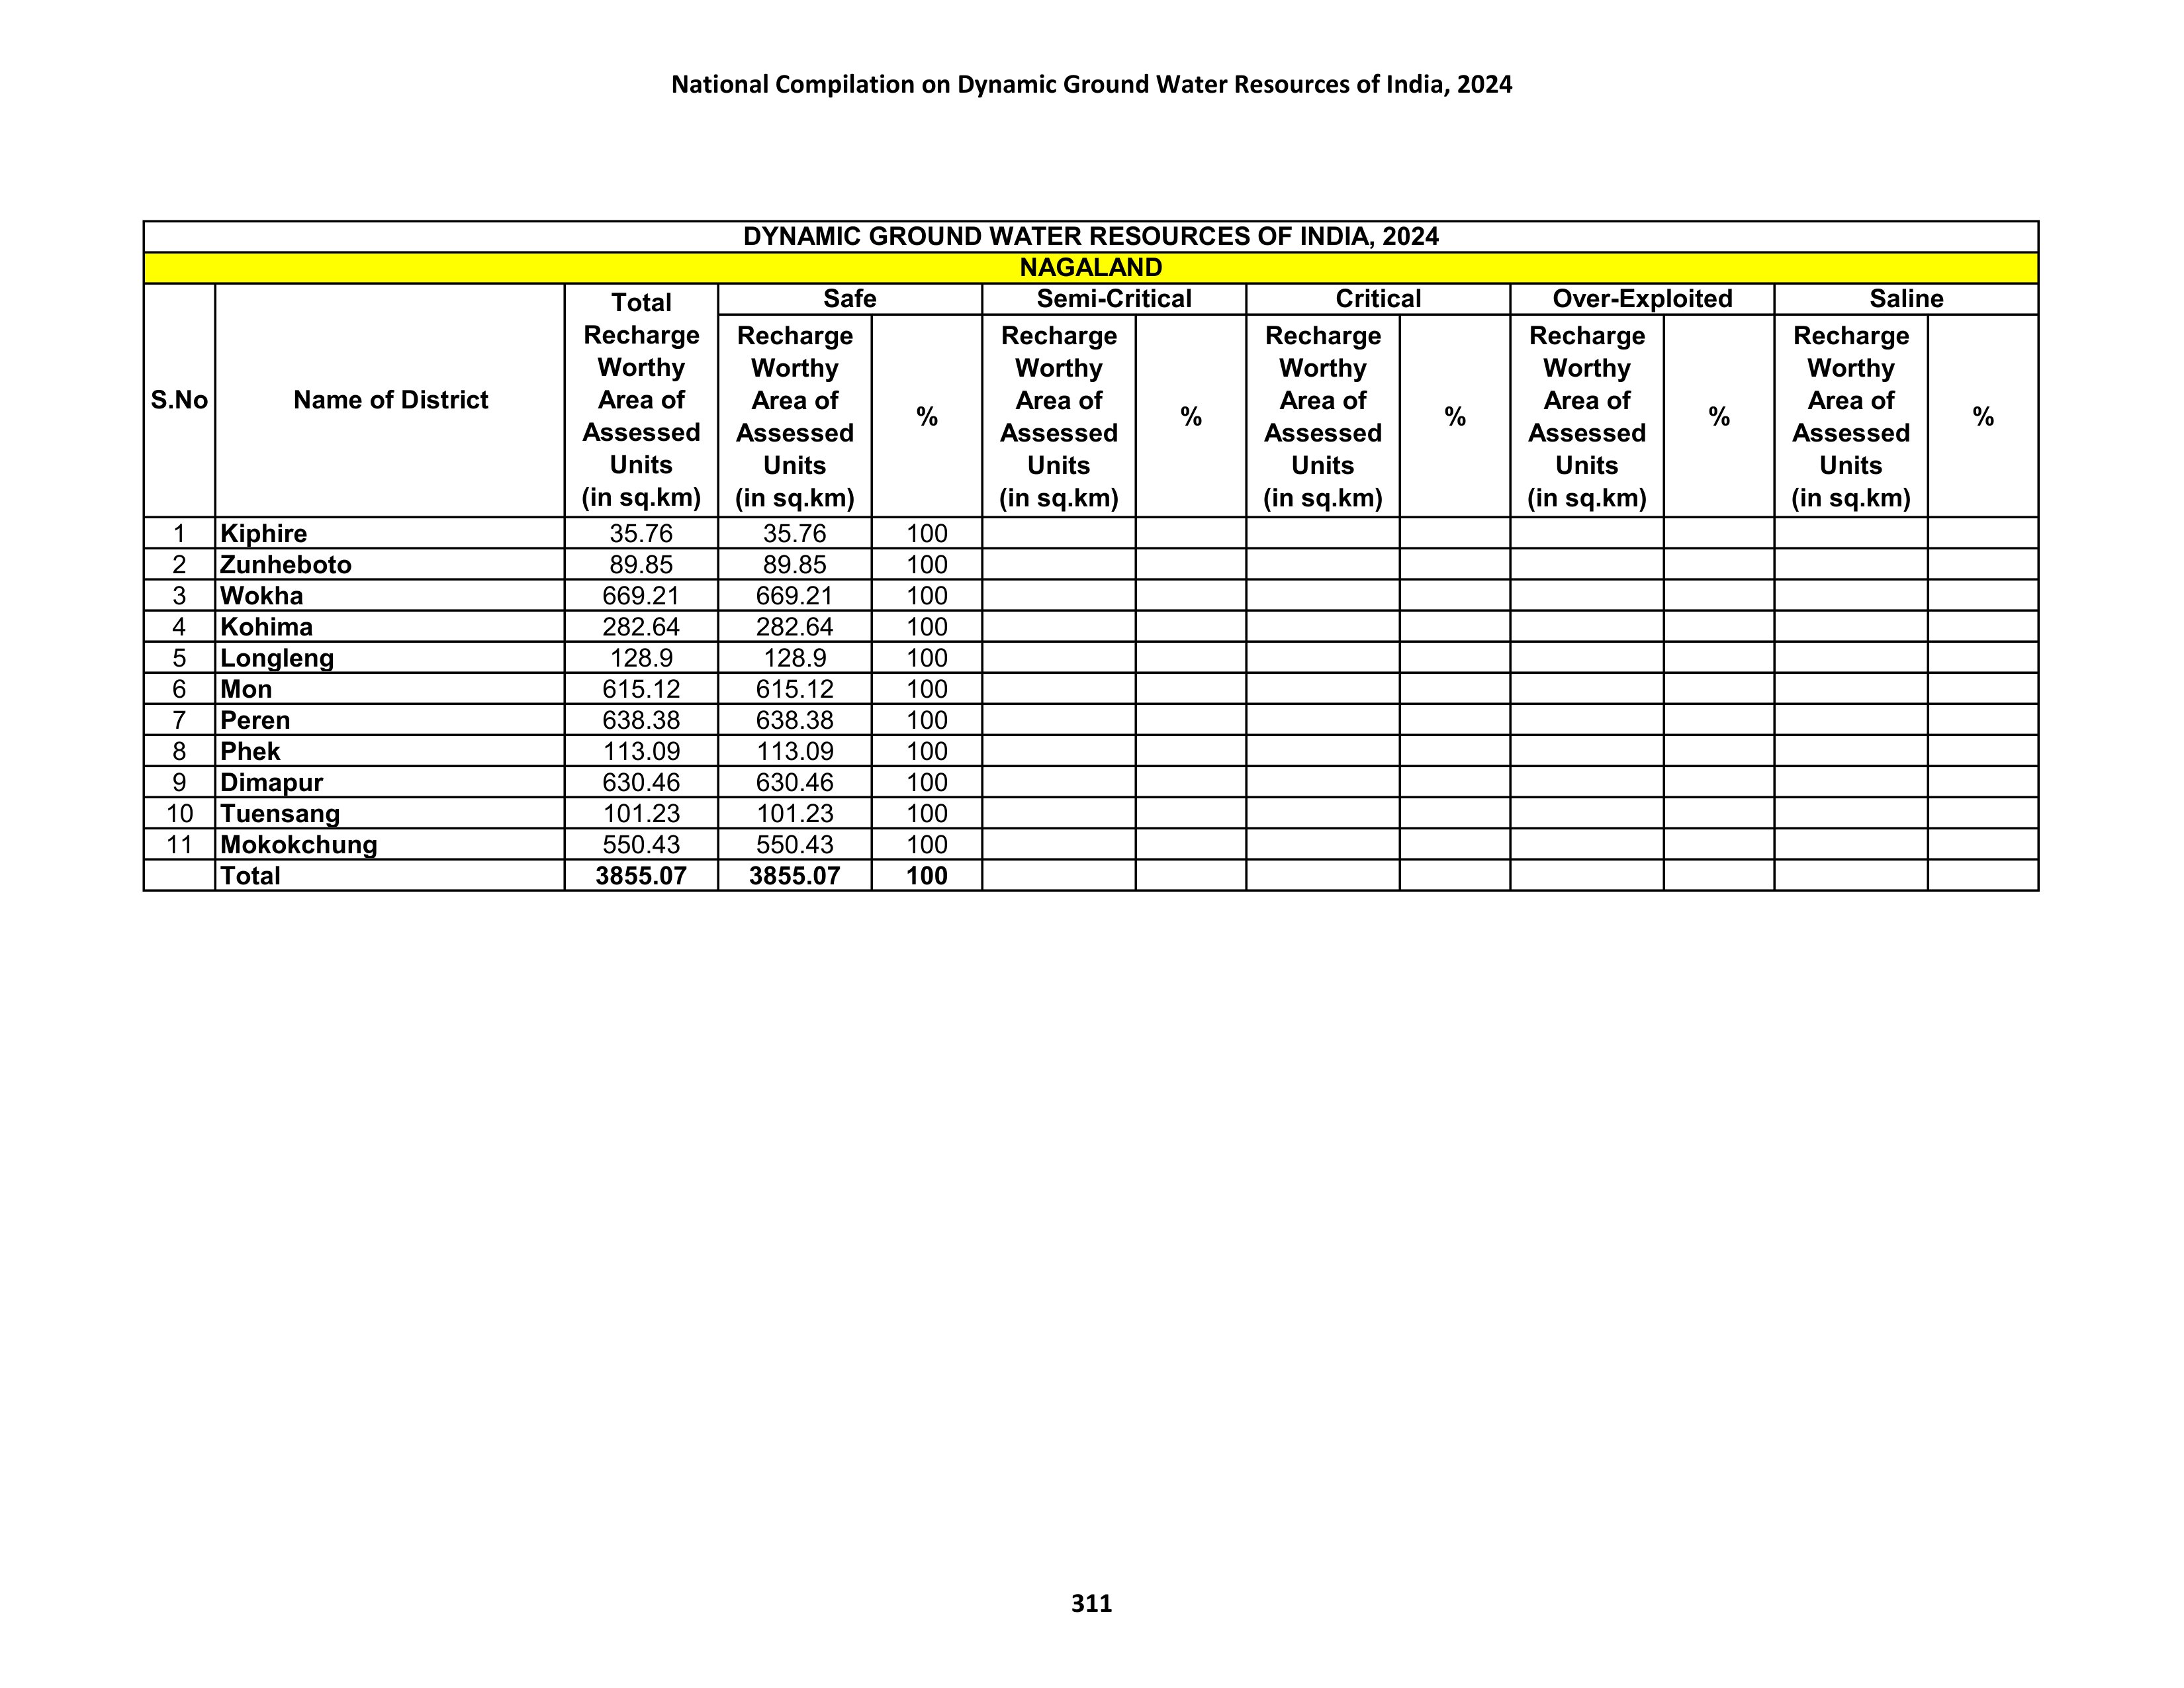 National Compilation on Dynamic Ground Water Resources of India, 2024
DYNAMIC GROUND WATER RESOURCES OF INDIA, 2024
NAGALAND
S.No Name of District Total Recharge Worthy Area of Assessed Units (in sq.km) Safe Semi-Critical Critical Over-Exploited Saline
Recharge Worthy Area of Assessed Units (in sq.km) % Recharge Worthy Area of Assessed Units (in sq.km) % Recharge Worthy Area of Assessed Units (in sq.km) % Recharge Worthy Area of Assessed Units (in sq.km) % Recharge Worthy Area of Assessed Units (in sq.km) %
1 Kiphire 35.76 35.76 100
2 Zunheboto 89.85 89.85 100
3 Wokha 669.21 669.21 100
4 Kohima 282.64 282.64 100
5 Longleng 128.9 128.9 100
6 Mon 615.12 615.12 100
7 Peren 638.38 638.38 100
8 Phek 113.09 113.09 100
9 Dimapur 630.46 630.46 100
10 Tuensang 101.23 101.23 100
11 Mokokchung 550.43 550.43 100
Total 3855.07 3855.07 100
311